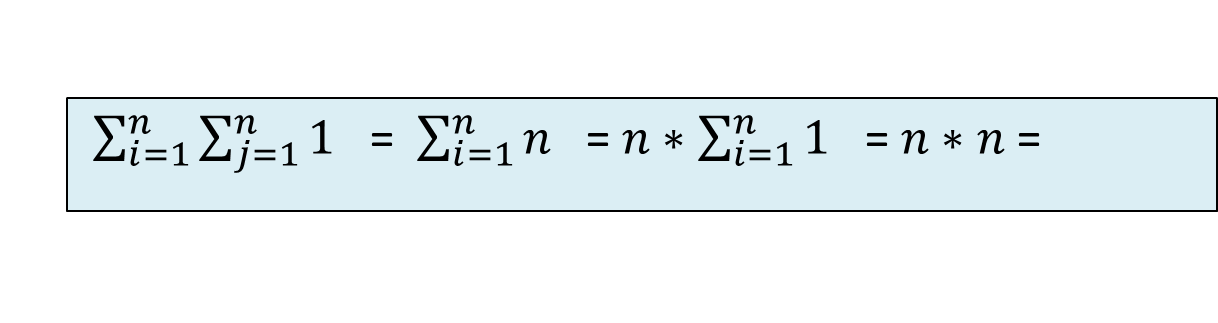 ∑ⁿᵢ₌₁ ∑ⁿⱼ₌₁ 1 = ∑ⁿᵢ₌₁ n = n ∗ ∑ⁿᵢ₌₁ 1 = n ∗ n =